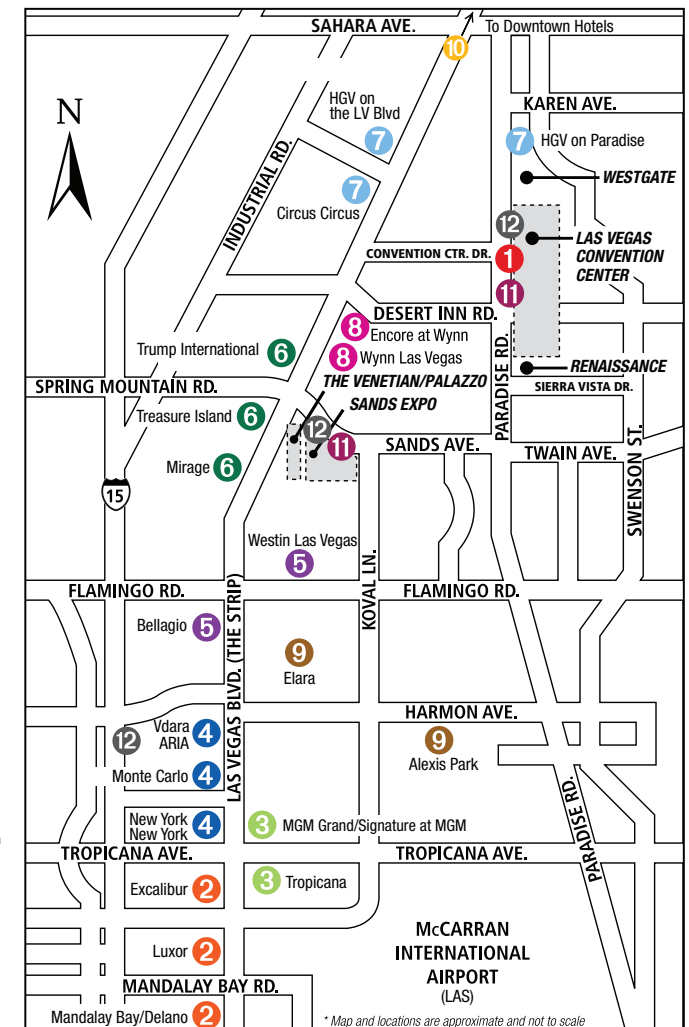 SAHARA AVE.
To Downtown Hotels
10
N
HGV on
the LV Blvd
7
KAREN AVE.
7
HGV on Paradise
WESTGATE
INDUSTRIAL RD.
7
Circus Circus
12
LAS VEGAS
CONVENTION
CENTER
CONVENTION CTR. DR.
1
11
DESERT INN RD.
8
Encore at Wynn
8
Wynn Las Vegas
Trump International
6
PARADISE RD.
RENAISSANCE
SPRING MOUNTAIN RD.
THE VENETIAN/PALAZZO
SANDS EXPO
SIERRA VISTA DR.
Treasure Island
6
12
11
SANDS AVE.
TWAIN AVE.
SWENSON ST.
Mirage
6
15
Westin Las Vegas
5
KOVAL LN.
FLAMINGO RD.
FLAMINGO RD.
LAS VEGAS BLVD. (THE STRIP)
Bellagio
5
9
Elara
HARMON AVE.
12
Vdara
ARIA
4
9
Alexis Park
Monte Carlo
4
PARADISE RD.
New York
New York
4
3
MGM Grand/Signature at MGM
TROPICANA AVE.
TROPICANA AVE.
Excalibur
2
3
Tropicana
Luxor
2
McCARRAN
INTERNATIONAL
AIRPORT
(LAS)
MANDALAY BAY RD.
Mandalay Bay/Delano
2
* Map and locations are approximate and not to scale